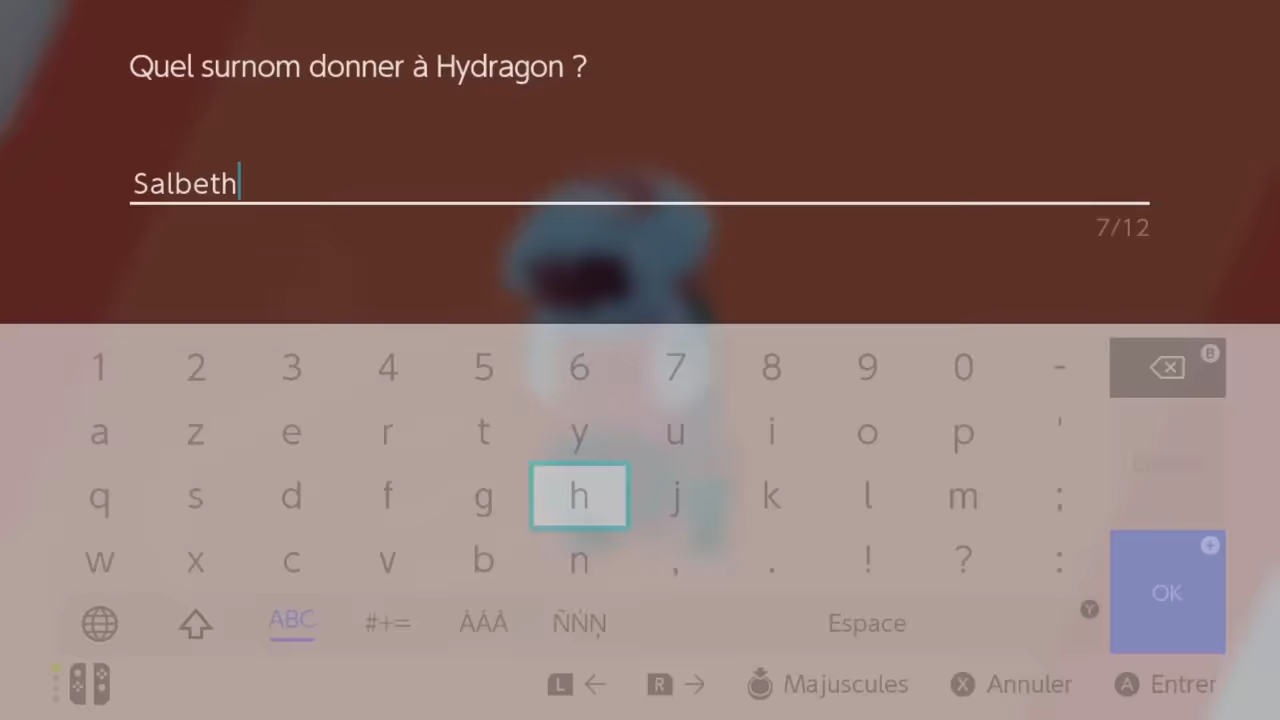 Quel surnom donner à Hydragon ?
Salbeth
7/12
1 2 3 4 5 6 7 8 9 0 - B
a z e r t y u i o p '
q s d f g h j k l m ;
w x c v b n , . ! ? : + OK
ABC #+= ÀÁÂ ÑŃŅ Espace Y
L ← R → Majuscules X Annuler A Entrer